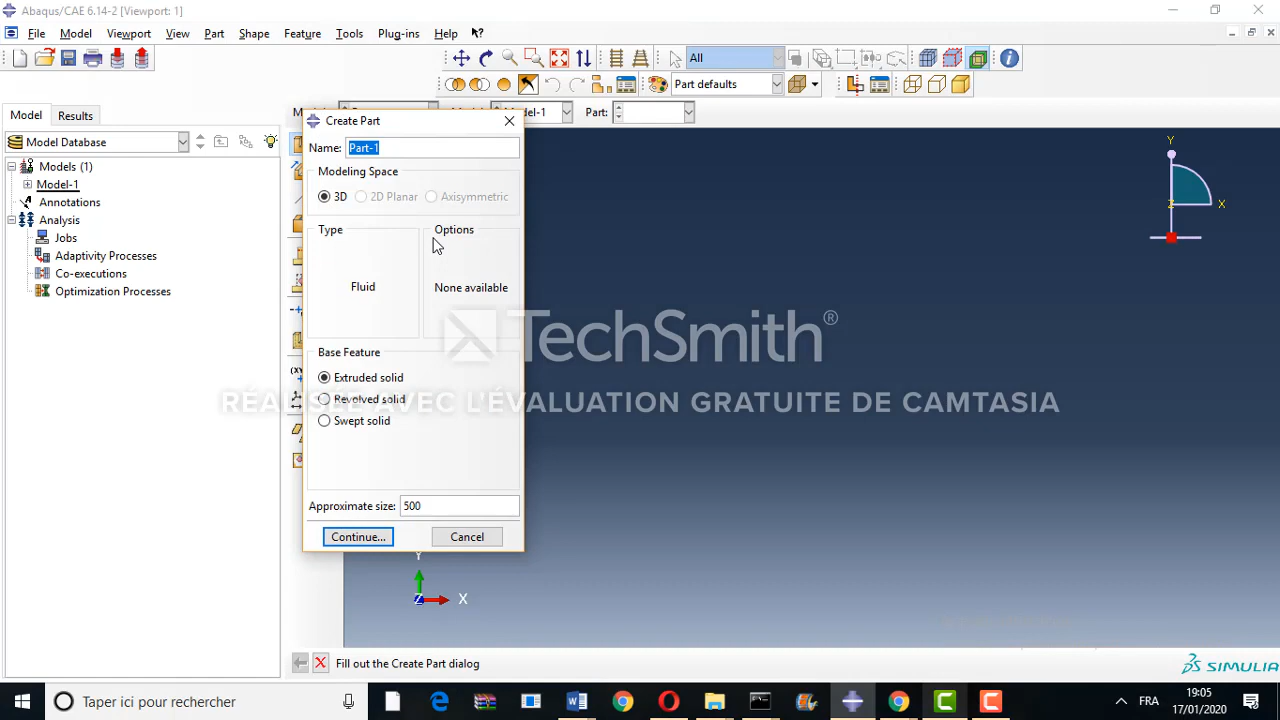 Abaqus/CAE 6.14-2 [Viewport: 1]
File Model Viewport View Part Shape Feature Tools Plug-ins Help
All
Part defaults
Model Results
Model Database
Part:
Models (1)
Model-1
Annotations
Analysis
Jobs
Adaptivity Processes
Co-executions
Optimization Processes
Create Part
Name: Part-1
Modeling Space
3D 2D Planar Axisymmetric
Type
Fluid
Options
None available
Base Feature
Extruded solid
Revolved solid
Swept solid
Approximate size: 500
Continue... Cancel
Y
Z X
Y
Z X
TechSmith®
RÉALISÉE AVEC L'ÉVALUATION GRATUITE DE CAMTASIA
Fill out the Create Part dialog
SIMULIA
Taper ici pour rechercher
FRA
19:05
17/01/2020